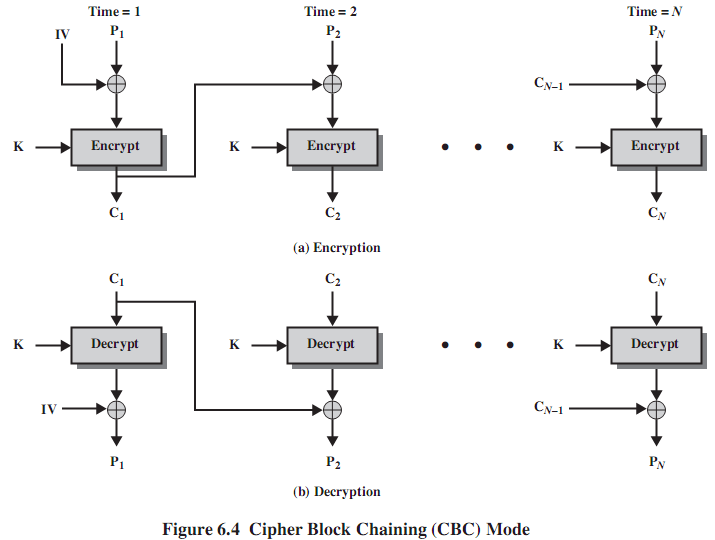 Time = 1 Time = 2 Time = N
IV P1 P2 PN
CN–1
K Encrypt K Encrypt • • • K Encrypt
C1 C2 CN
(a) Encryption
C1 C2 CN
K Decrypt K Decrypt • • • K Decrypt
IV CN–1
P1 P2 PN
(b) Decryption
Figure 6.4 Cipher Block Chaining (CBC) Mode